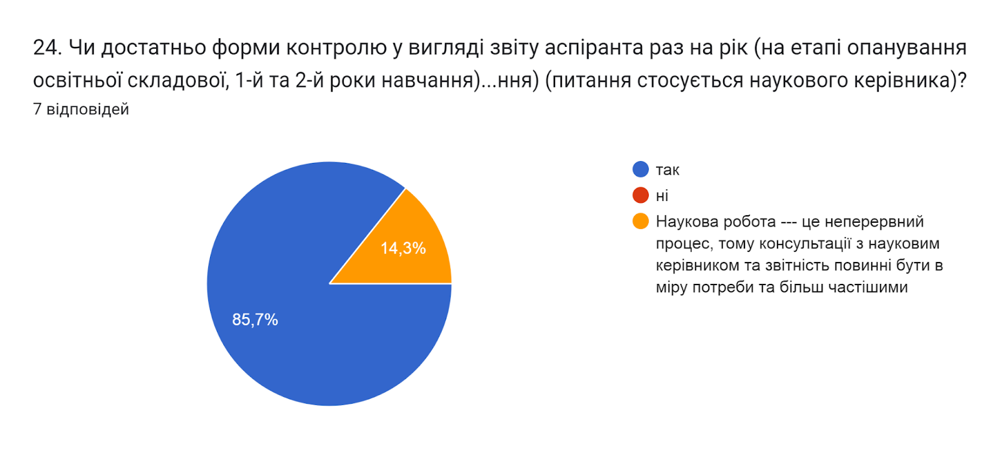 24. Чи достатньо форми контролю у вигляді звіту аспіранта раз на рік (на етапі опанування
освітньої складової, 1-й та 2-й роки навчання)...ння) (питання стосується наукового керівника)?
7 відповідей
так
ні
Наукова робота --- це неперервний
процес, тому консультації з науковим
керівником та звітність повинні бути в
міру потреби та більш частішими
14,3%
85,7%